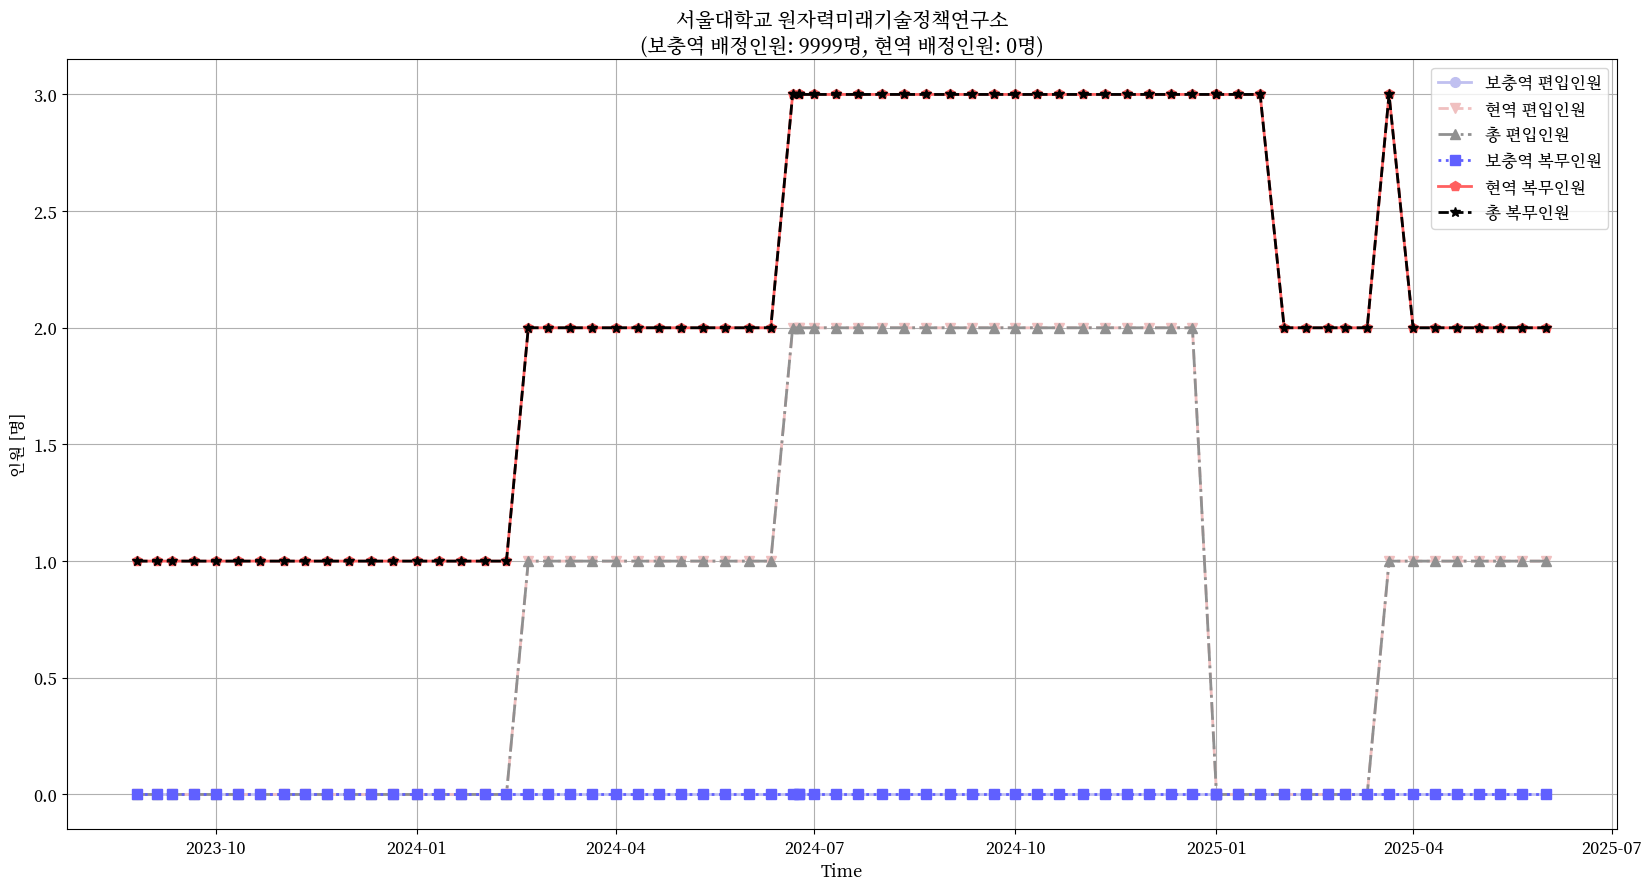 서울대학교 원자력미래기술정책연구소
(보충역 배정인원: 9999명, 현역 배정인원: 0명)
보충역 편입인원
현역 편입인원
총 편입인원
보충역 복무인원
현역 복무인원
총 복무인원
3.0
2.5
2.0
1.5
1.0
0.5
0.0
인원 [명]
2023-10
2024-01
2024-04
2024-07
2024-10
2025-01
2025-04
2025-07
Time